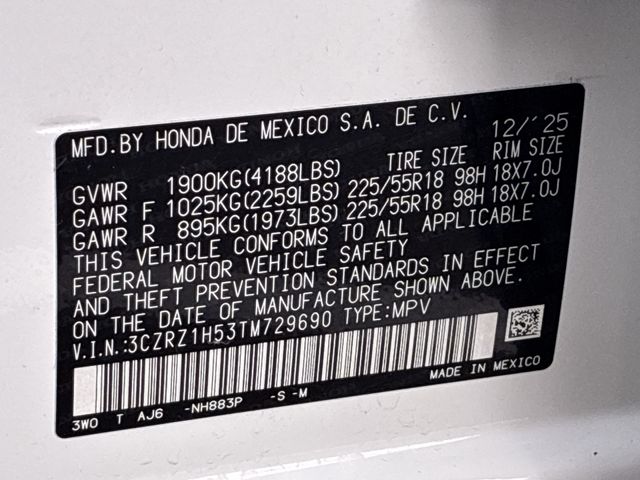 MFD.BY HONDA DE MEXICO S.A. DE C.V. 12/'25
GVWR 1900KG(4188LBS) TIRE SIZE RIM SIZE
GAWR F 1025KG(2259LBS) 225/55R18 98H 18X7.0J
GAWR R 895KG(1973LBS) 225/55R18 98H 18X7.0J
THIS VEHICLE CONFORMS TO ALL APPLICABLE
FEDERAL MOTOR VEHICLE SAFETY
AND THEFT PREVENTION STANDARDS IN EFFECT
ON THE DATE OF MANUFACTURE SHOWN ABOVE.
V.I.N.:3CZRZ1H53TM729690 TYPE:MPV
MADE IN MEXICO
3WO T AJ6 -NH883P -S -M